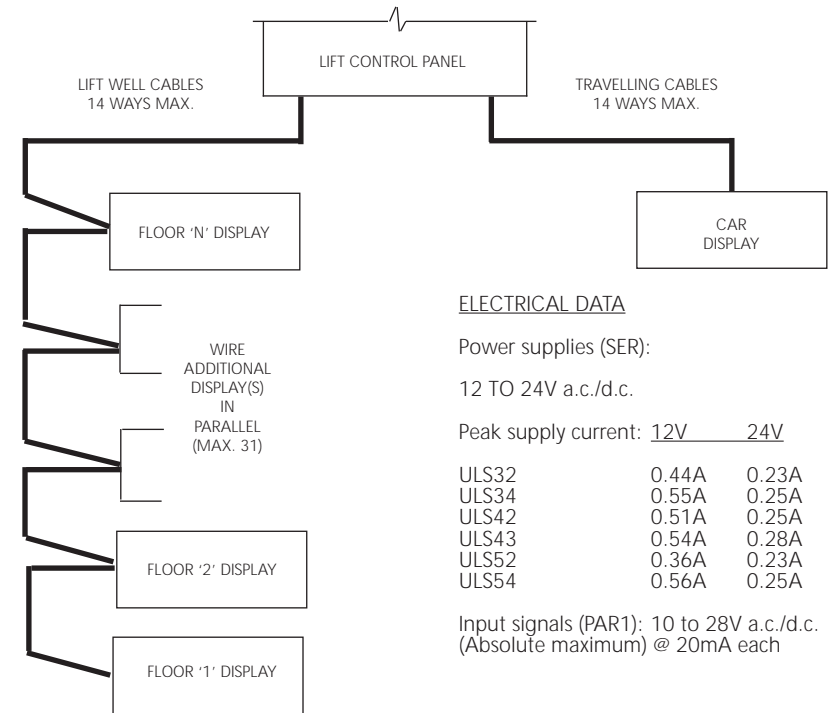 LIFT CONTROL PANEL
LIFT WELL CABLES
14 WAYS MAX.
TRAVELLING CABLES
14 WAYS MAX.
FLOOR 'N' DISPLAY
CAR
DISPLAY
WIRE
ADDITIONAL
DISPLAY(S)
IN
PARALLEL
(MAX. 31)
FLOOR '2' DISPLAY
FLOOR '1' DISPLAY
ELECTRICAL DATA
Power supplies (SER):
12 TO 24V a.c./d.c.
Peak supply current: 12V 24V
ULS32 0.44A 0.23A
ULS34 0.55A 0.25A
ULS42 0.51A 0.25A
ULS43 0.54A 0.28A
ULS52 0.36A 0.23A
ULS54 0.56A 0.25A
Input signals (PAR1): 10 to 28V a.c./d.c.
(Absolute maximum) @ 20mA each